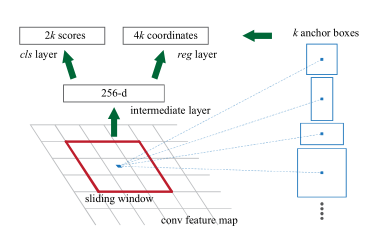 2k scores
4k coordinates
k anchor boxes
cls layer
reg layer
256-d
intermediate layer
sliding window
conv feature map